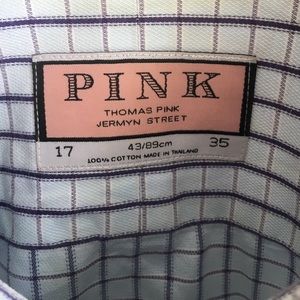 PINK
THOMAS PINK
JERMYN STREET
17 43/89cm 35
100% COTTON MADE IN THAILAND